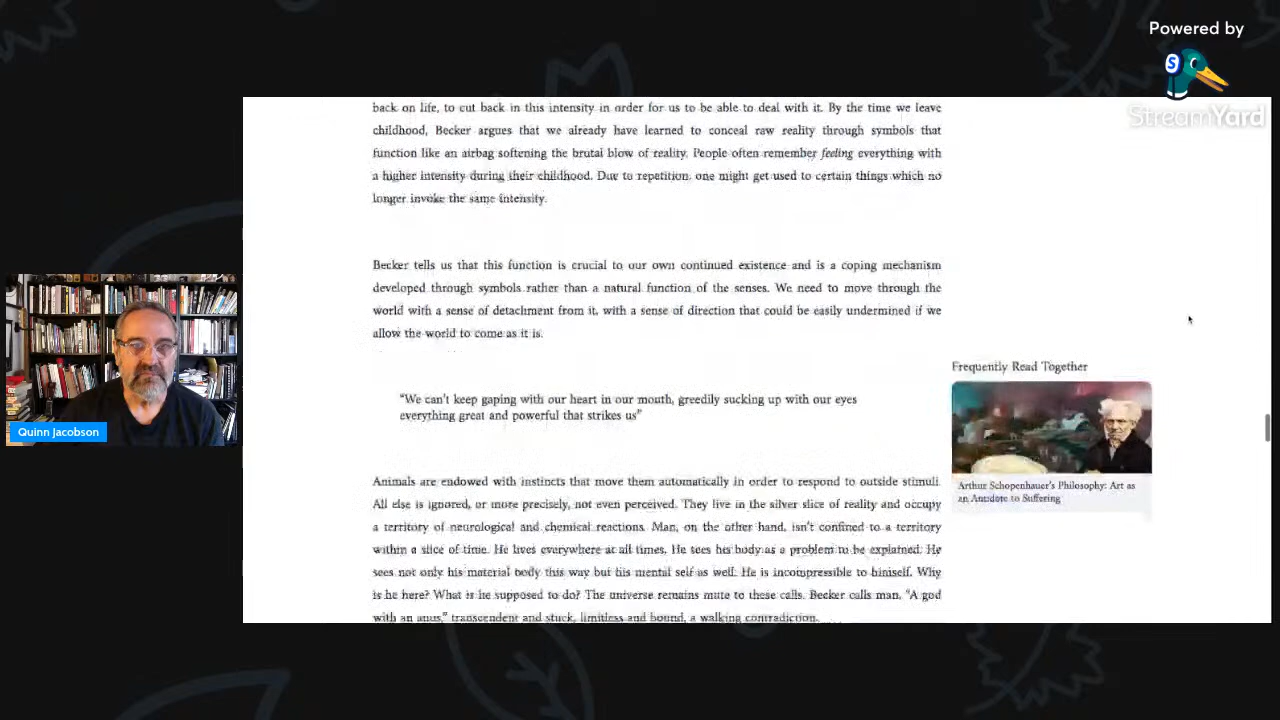 Powered by
StreamYard
back on life, to cut back in this intensity in order for us to be able to deal with it. By the time we leave
childhood, Becker argues that we already have learned to conceal raw reality through symbols that
function like an airbag softening the brutal blow of reality. People often remember feeling everything with
a higher intensity during their childhood. Due to repetition, one might get used to certain things which no
longer invoke the same intensity.
Becker tells us that this function is crucial to our own continued existence and is a coping mechanism
developed through symbols rather than a natural function of the senses. We need to move through the
world with a sense of detachment from it, with a sense of direction that could be easily undermined if we
allow the world to come as it is.
“We can’t keep gaping with our heart in our mouth, greedily sucking up with our eyes
everything great and powerful that strikes us”
Animals are endowed with instincts that move them automatically in order to respond to outside stimuli.
All else is ignored, or more precisely, not even perceived. They live in the silver slice of reality and occupy
a territory of neurological and chemical reactions. Man, on the other hand, isn’t confined to a territory
within a slice of time. He lives everywhere at all times. He sees his body as a problem to be explained. He
sees not only his material body this way but his mental self as well. He is incompressible to himself. Why
is he here? What is he supposed to do? The universe remains mute to these calls. Becker calls man, “A god
with an anus,” transcendent and stuck, limitless and bound, a walking contradiction.
Frequently Read Together
Arthur Schopenhauer’s Philosophy: Art as
an Antidote to Suffering
Quinn Jacobson